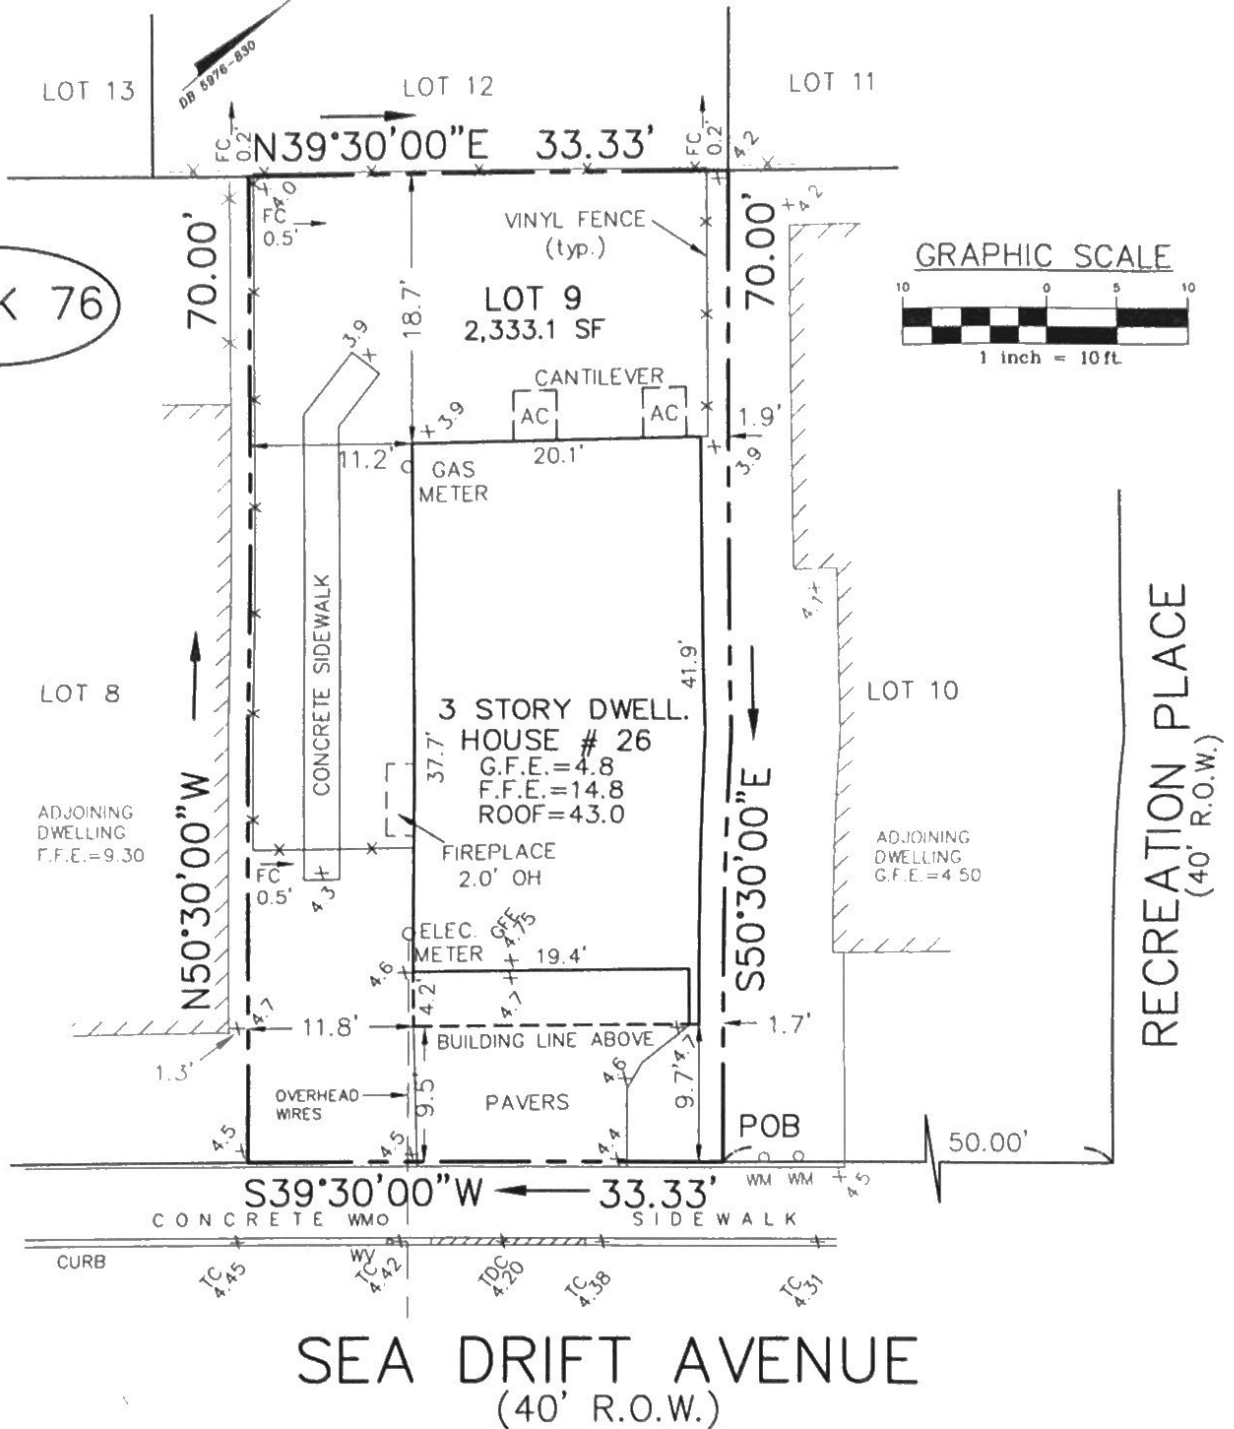 DB 5976-830
LOT 13
LOT 12
LOT 11
FC
0.2'
N39°30'00"E 33.33'
FC
0.2'
4.2
4.0
FC
0.5'
70.00'
VINYL FENCE
(typ.)
70.00'
4.2
GRAPHIC SCALE
10 0 5 10
1 inch = 10ft.
K 76
LOT 9
2,333.1 SF
18.7'
3.9
CANTILEVER
AC
AC
3.9
1.9'
3.9
11.2'
20.1'
GAS
METER
CONCRETE SIDEWALK
4.7
41.9'
LOT 8
LOT 10
3 STORY DWELL.
HOUSE # 26
G.F.E.=4.8
F.F.E.=14.8
ROOF=43.0
37.7'
ADJOINING
DWELLING
F.F.E.=9.30
ADJOINING
DWELLING
G.F.E.=4.50
FIREPLACE
2.0' OH
FC
0.5'
4.3
N50°30'00"W
S50°30'00"E
RECREATION PLACE
(40' R.O.W.)
ELEC.
METER
GFE
4.75
19.4'
4.6
4.2'
4.7
4.7
11.8'
1.7'
BUILDING LINE ABOVE
4.7
1.3'
4.6
OVERHEAD
WIRES
9.5'
PAVERS
9.7'
POB
50.00'
4.5
4.5
4.4
WM WM
4.5
S39°30'00"W 33.33'
CONCRETE WMO SIDEWALK
CURB
WV
TC
4.45
TC
4.42
TDC
4.20
TC
4.38
TC
4.31
SEA DRIFT AVENUE
(40' R.O.W.)